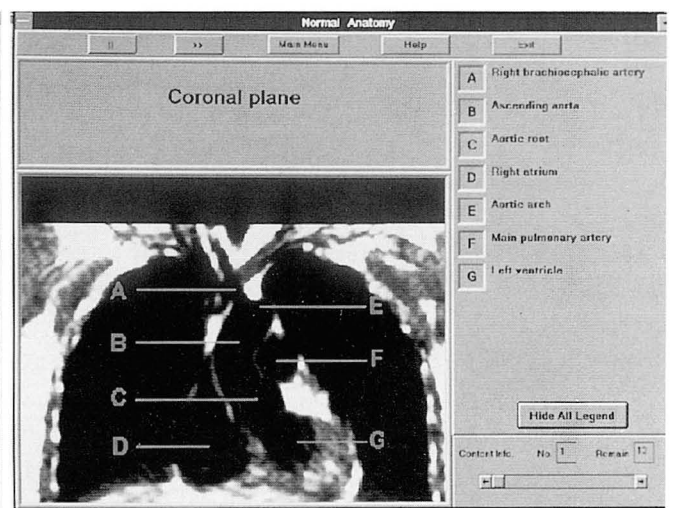 Normal Anatomy
>> Main Menu Help Exit
Coronal plane
A Right brachiocephalic artery
B Ascending aorta
C Aortic root
D Right atrium
E Aortic arch
F Main pulmonary artery
G Left ventricle
A
E
B
F
C
D
G
Hide All Legend
Content Info. No. 1 Remain 12